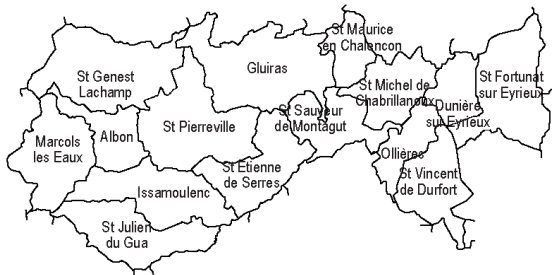 St Maurice
en Chalencon
Gluiras
St Genest
Lachamp
St Michel de
Chabrillanoux
St Fortunat
sur Eyrieux
Dunière
sur Eyrieux
St Sauveur
de Montagut
St Pierreville
Albon
Marcols
les Eaux
Ollières
St Vincent
de Durfort
St Etienne
de Serres
Issamoulenc
St Julien
du Gua